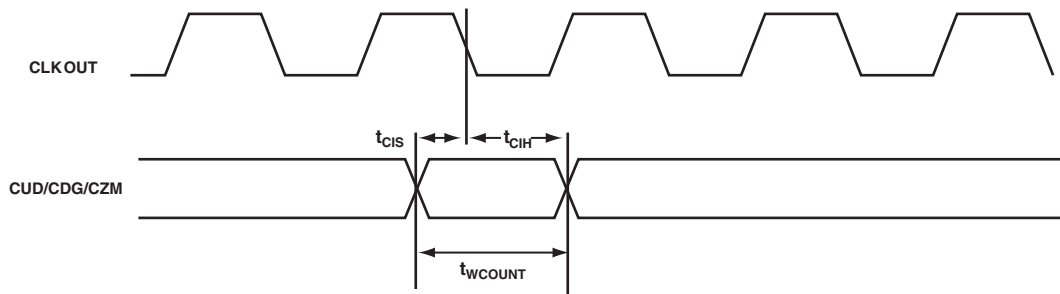 CLKOUT
tCIS
tCIH
CUD/CDG/CZM
tWCOUNT